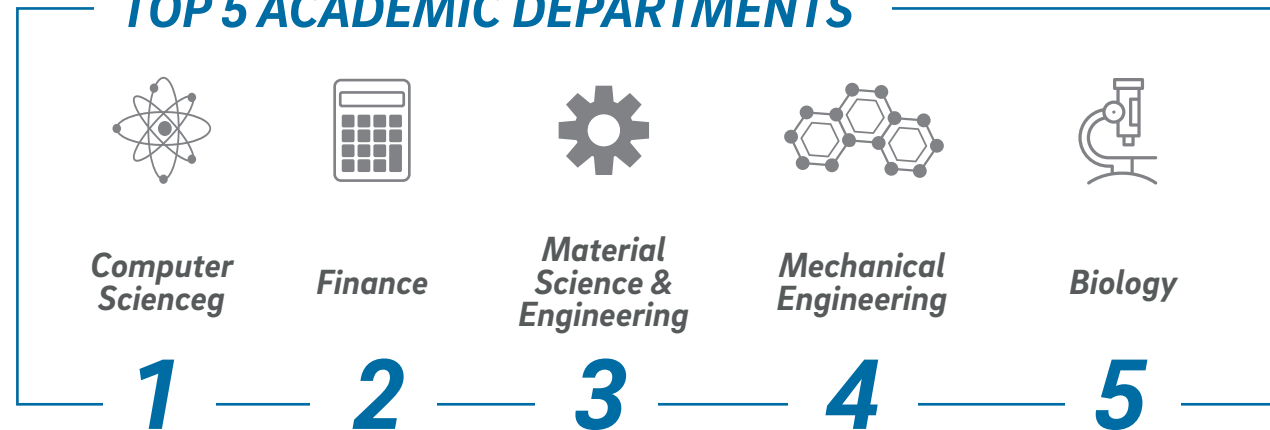 TOP 5 ACADEMIC DEPARTMENTS
Computer
Scienceg
Finance
Material
Science &
Engineering
Mechanical
Engineering
Biology
1
2
3
4
5